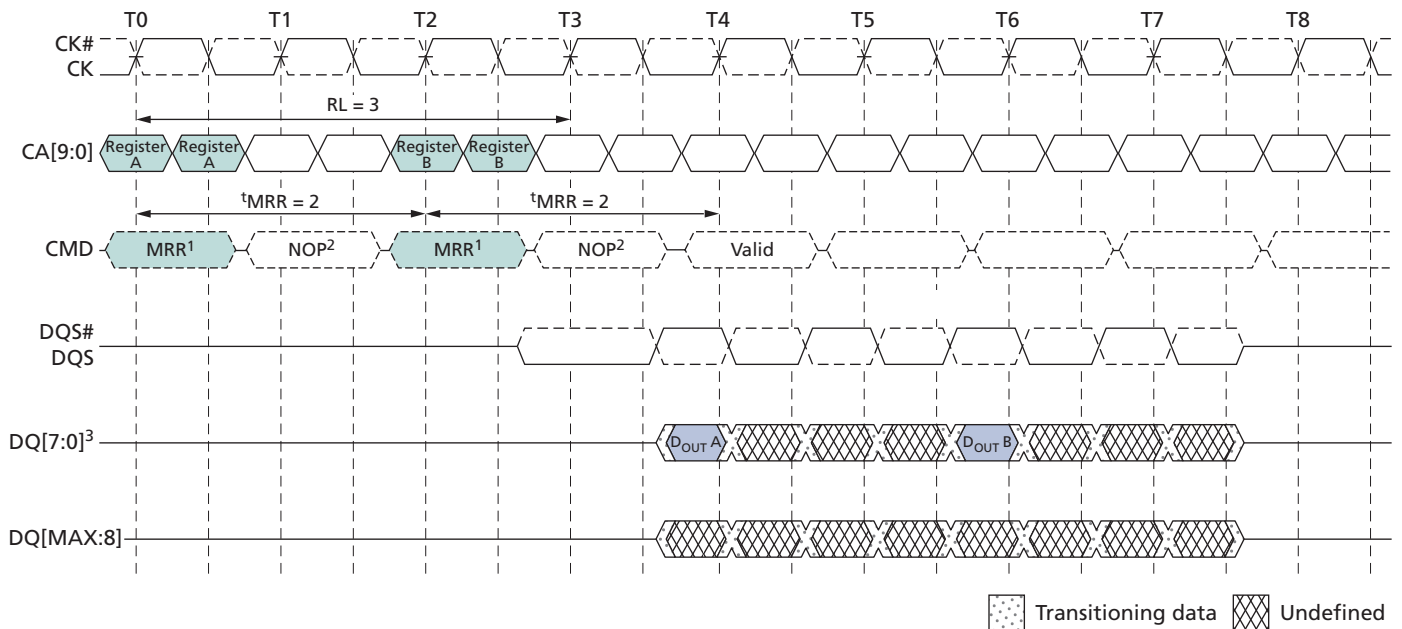 T0 T1 T2 T3 T4 T5 T6 T7 T8
CK#
CK
RL = 3
CA[9:0]
Register A
Register A
Register B
Register B
tMRR = 2
tMRR = 2
CMD
MRR1
NOP2
MRR1
NOP2
Valid
DQS#
DQS
DQ[7:0]3
DOUT A
DOUT B
DQ[MAX:8]
Transitioning data
Undefined